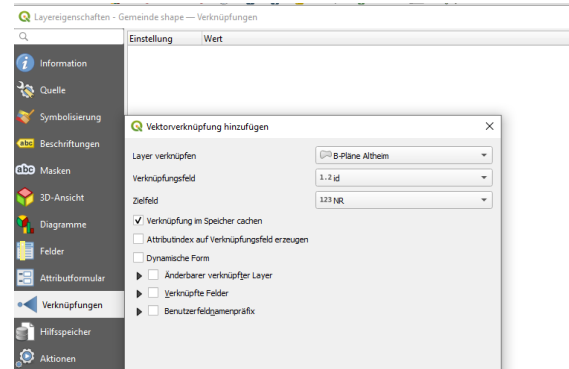 Layereigenschaften - Gemeinde shape — Verknüpfungen
Einstellung Wert
Information
Quelle
Symbolisierung
abc Beschriftungen
abc Masken
3D-Ansicht
Diagramme
Felder
Attributformular
Verknüpfungen
Hilfsspeicher
Aktionen
Vektorverknüpfung hinzufügen
Layer verknüpfen B-Pläne Altheim
Verknüpfungsfeld 1.2 id
Zielfeld 123 NR
Verknüpfung im Speicher cachen
Attributindex auf Verknüpfungsfeld erzeugen
Dynamische Form
Änderbarer verknüpfter Layer
Verknüpfte Felder
Benutzerfeldnamenpräfix